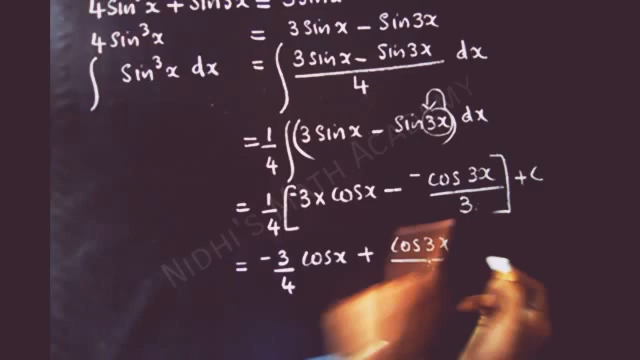 4 Sin³x + Sin3x = 3 Sin
4 Sin³x = 3 Sin x − Sin 3x
∫ Sin³x dx = ∫ (3 Sin x − Sin 3x)/4 dx
= 1/4 ∫ (3 Sin x − Sin 3x) dx
= 1/4 [−3x cos x − −cos 3x/3] + C
= −3/4 cos x + cos 3x
NIDHI'S MATH ACADEMY